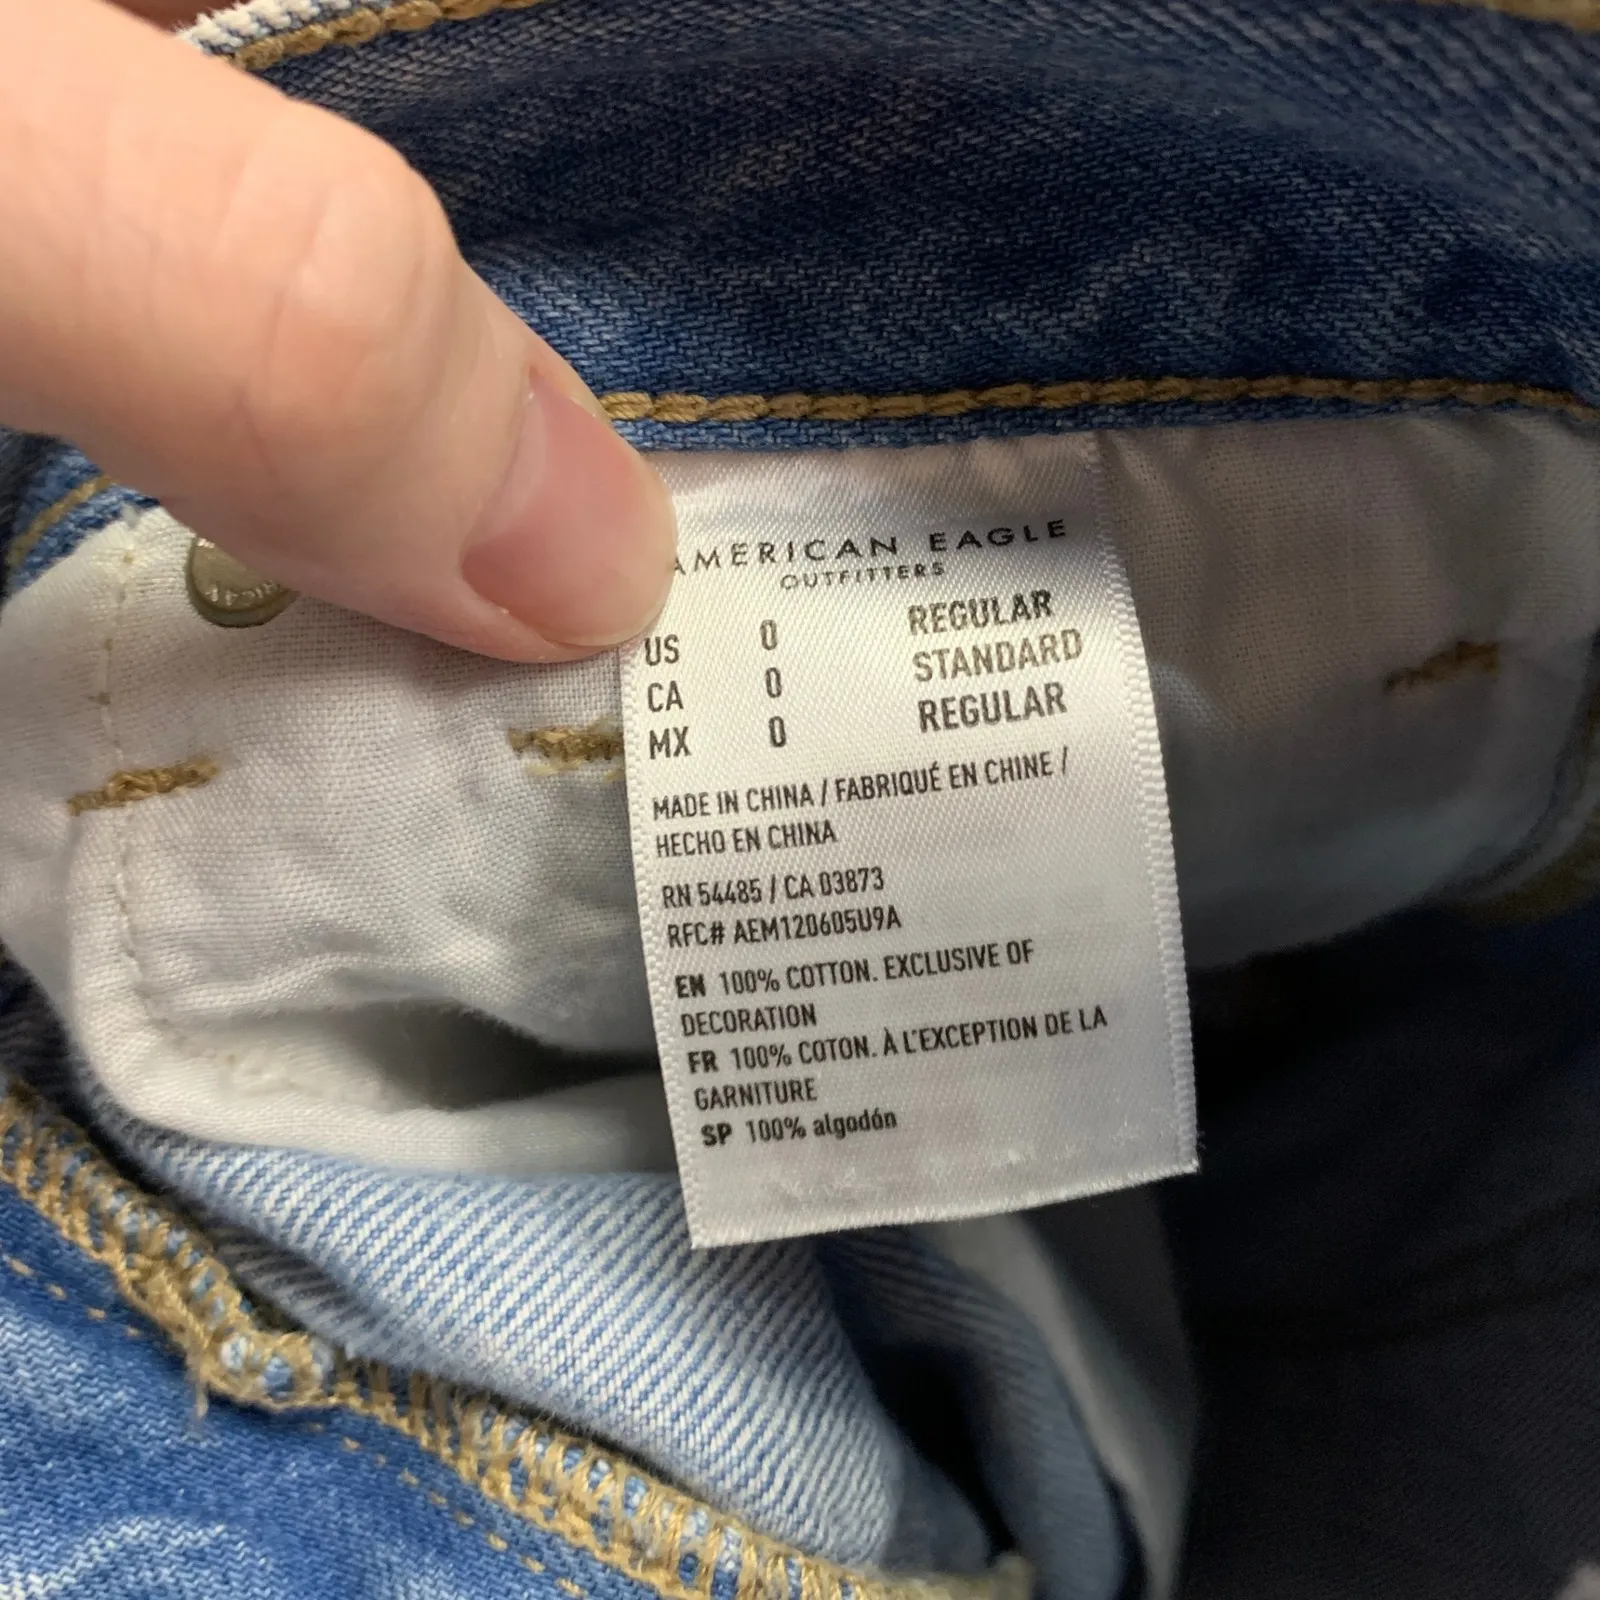 AMERICAN EAGLE
OUTFITTERS
US 0 REGULAR
CA 0 STANDARD
MX 0 REGULAR
MADE IN CHINA / FABRIQUÉ EN CHINE /
HECHO EN CHINA
RN 54485 / CA 03873
RFC# AEM120605U9A
EN 100% COTTON. EXCLUSIVE OF
DECORATION
FR 100% COTON. À L'EXCEPTION DE LA
GARNITURE
SP 100% algodón